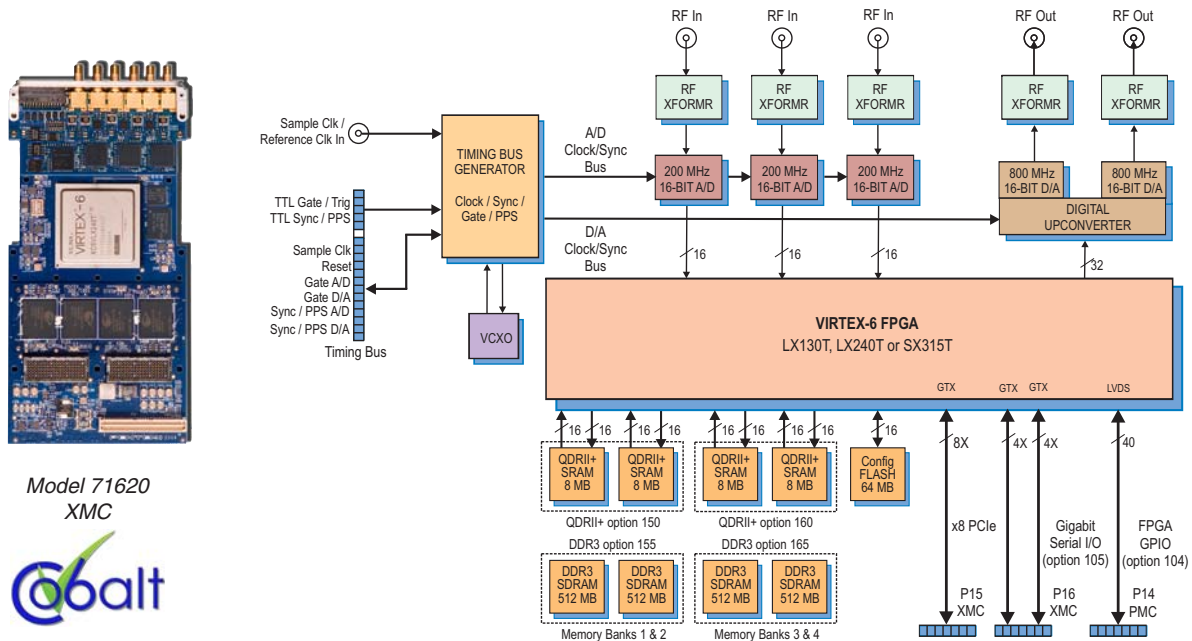 RF In
RF In
RF In
RF Out
RF Out
RF
XFORMR
RF
XFORMR
RF
XFORMR
RF
XFORMR
RF
XFORMR
Sample Clk /
Reference Clk In
TIMING BUS
GENERATOR
Clock / Sync /
Gate / PPS
A/D
Clock/Sync
Bus
200 MHz
16-BIT A/D
200 MHz
16-BIT A/D
200 MHz
16-BIT A/D
800 MHz
16-BIT D/A
800 MHz
16-BIT D/A
DIGITAL
UPCONVERTER
TTL Gate / Trig
TTL Sync / PPS
Sample Clk
Reset
Gate A/D
Gate D/A
Sync / PPS A/D
Sync / PPS D/A
Timing Bus
D/A
Clock/Sync
Bus
16
16
16
32
VCXO
VIRTEX-6
VIRTEX-6 FPGA
LX130T, LX240T or SX315T
GTX
GTX
GTX
LVDS
16
16
16
16
16
16
16
16
16
8X
4X
4X
40
QDRII+
SRAM
8 MB
QDRII+
SRAM
8 MB
QDRII+
SRAM
8 MB
QDRII+
SRAM
8 MB
Config
FLASH
64 MB
QDRII+ option 150
QDRII+ option 160
DDR3 option 155
DDR3 option 165
DDR3
SDRAM
512 MB
DDR3
SDRAM
512 MB
DDR3
SDRAM
512 MB
DDR3
SDRAM
512 MB
Memory Banks 1 & 2
Memory Banks 3 & 4
x8 PCIe
Gigabit
Serial I/O
(option 105)
FPGA
GPIO
(option 104)
P15
XMC
P16
XMC
P14
PMC
Model 71620
XMC
Cobalt